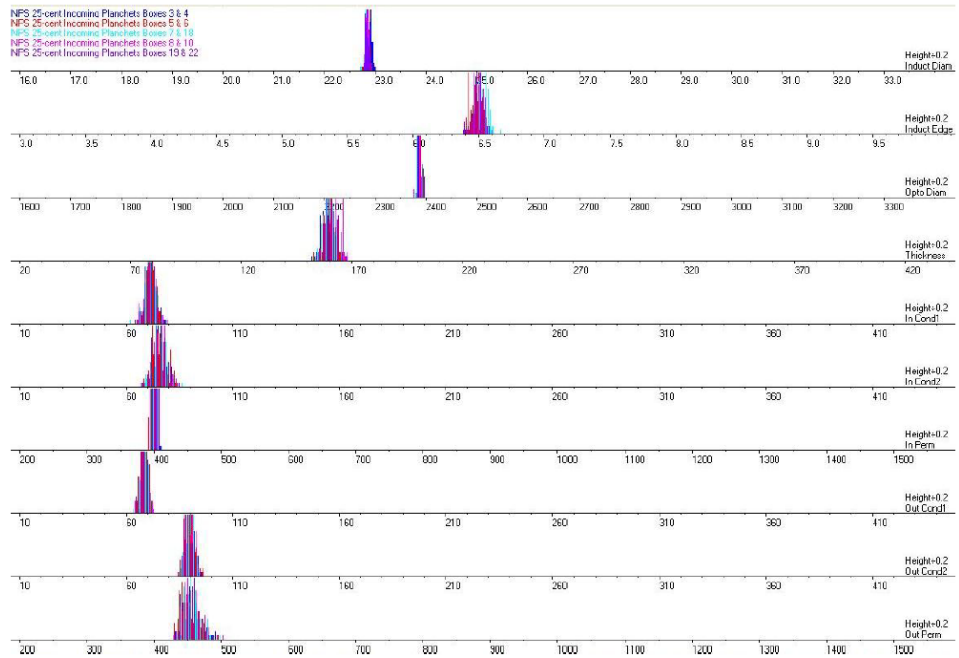 NPS 25-cent Incoming Planchets Boxes 3 & 4
NPS 25-cent Incoming Planchets Boxes 5 & 6
NPS 25-cent Incoming Planchets Boxes 7 & 18
NPS 25-cent Incoming Planchets Boxes 8 & 10
NPS 25-cent Incoming Planchets Boxes 19 & 22
Height=0.2
Induct Diam
16.0 17.0 18.0 19.0 20.0 21.0 22.0 23.0 24.0 25.0 26.0 27.0 28.0 29.0 30.0 31.0 32.0 33.0
Height=0.2
Induct Edge
3.0 3.5 4.0 4.5 5.0 5.5 6.0 6.5 7.0 7.5 8.0 8.5 9.0 9.5
Height=0.2
Opto Diam
1600 1700 1800 1900 2000 2100 2200 2300 2400 2500 2600 2700 2800 2900 3000 3100 3200 3300
Height=0.2
Thickness
20 70 120 170 220 270 320 370 420
Height=0.2
In Cond1
10 60 110 160 210 260 310 360 410
Height=0.2
In Cond2
10 60 110 160 210 260 310 360 410
Height=0.2
In Perm
200 300 400 500 600 700 800 900 1000 1100 1200 1300 1400 1500
Height=0.2
Out Cond1
10 60 110 160 210 260 310 360 410
Height=0.2
Out Cond2
10 60 110 160 210 260 310 360 410
Height=0.2
Out Perm
200 300 400 500 600 700 800 900 1000 1100 1200 1300 1400 1500